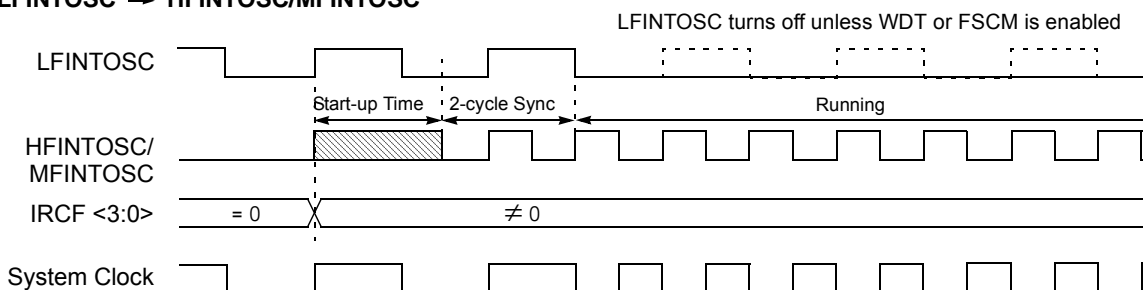 LFINTOSC → HFINTOSC/MFINTOSC
LFINTOSC turns off unless WDT or FSCM is enabled
LFINTOSC
Start-up Time
2-cycle Sync
Running
HFINTOSC/
MFINTOSC
IRCF <3:0>
= 0
≠ 0
System Clock